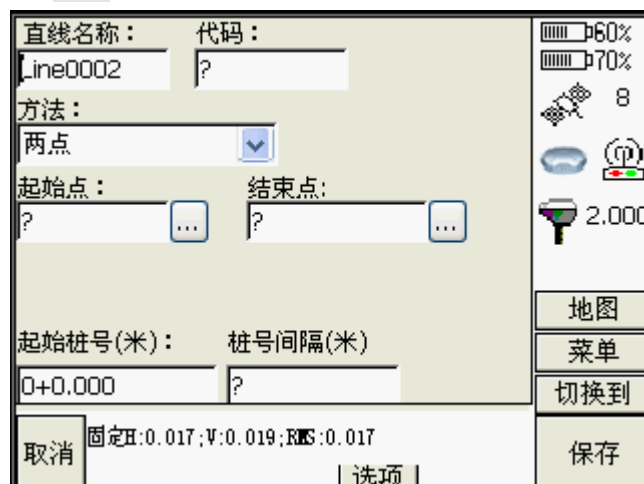 直线名称： 代码：
Line0002 ?
方法：
两点
起始点： 结束点:
? ... ? ...
起始桩号(米)： 桩号间隔(米)
0+0.000 ?
取消
固定H:0.017;V:0.019;RMS:0.017
选项
60%
70%
8
2.000
地图
菜单
切换到
保存